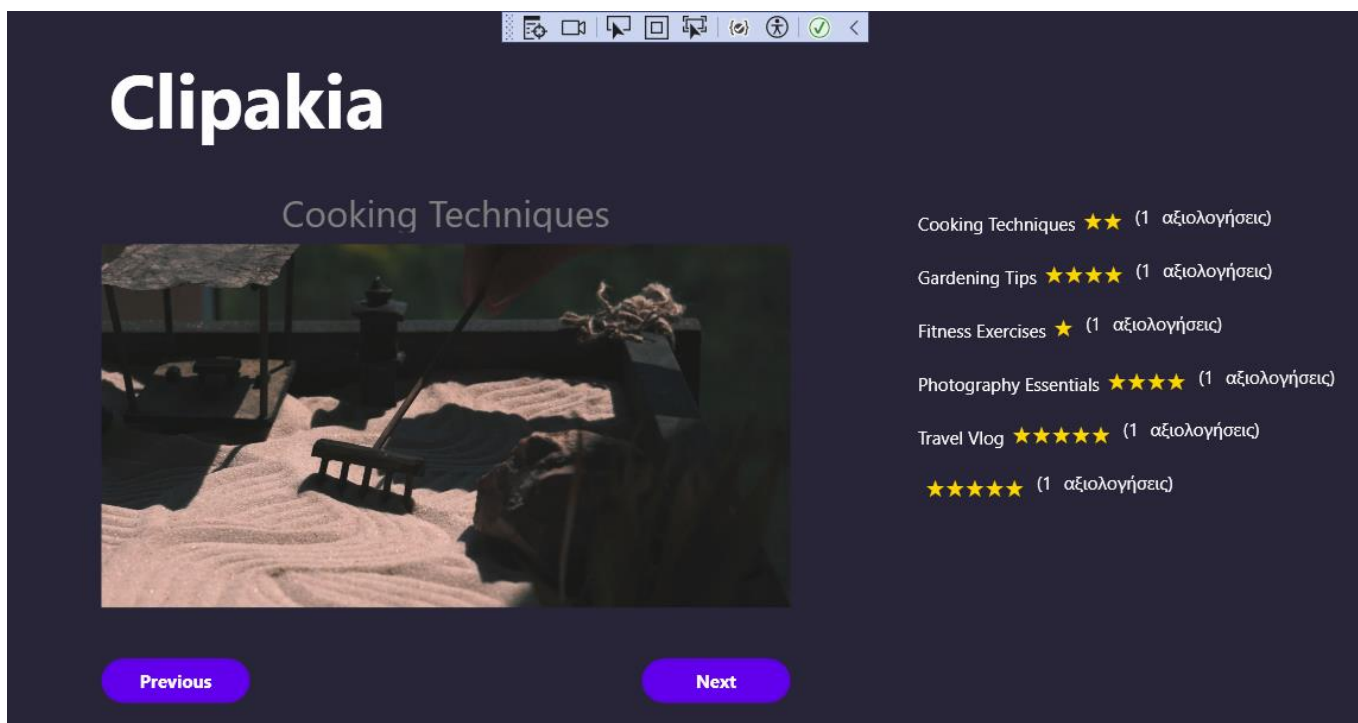 Clipakia
Cooking Techniques
Cooking Techniques ★★ (1 αξιολογήσεις)
Gardening Tips ★★★★ (1 αξιολογήσεις)
Fitness Exercises ★ (1 αξιολογήσεις)
Photography Essentials ★★★★ (1 αξιολογήσεις)
Travel Vlog ★★★★★ (1 αξιολογήσεις)
★★★★★ (1 αξιολογήσεις)
Previous
Next